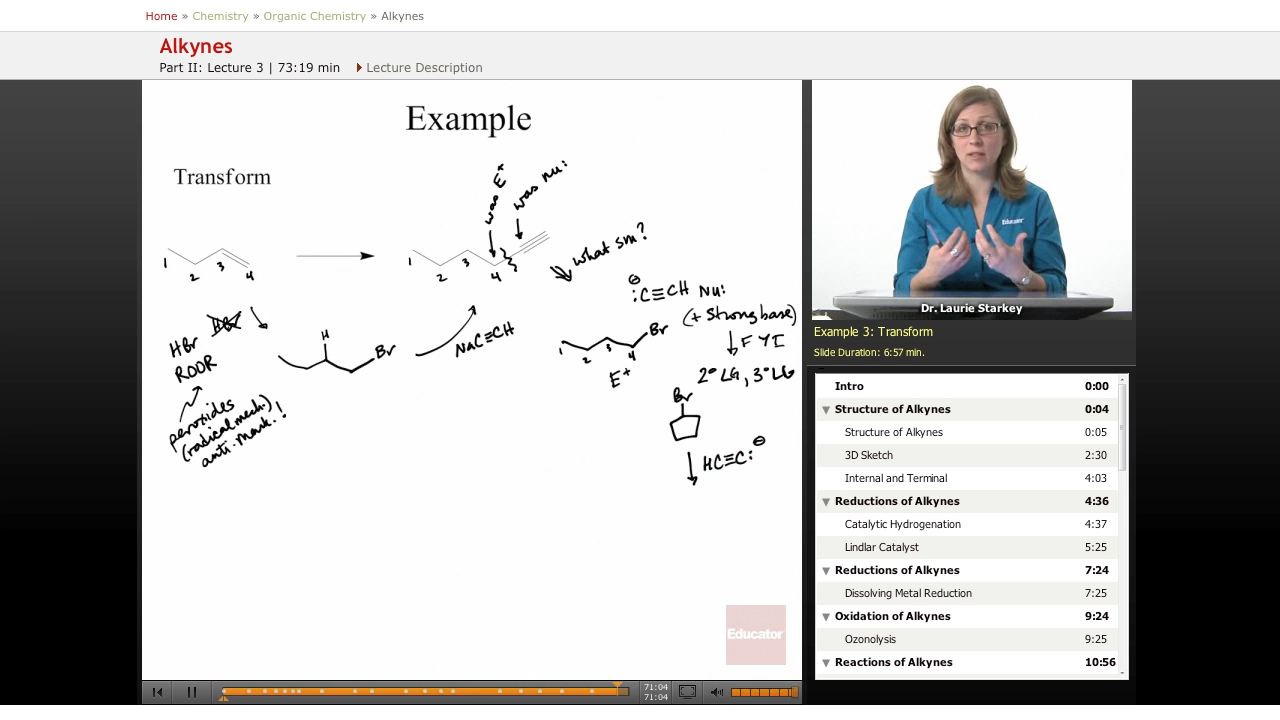 Home » Chemistry » Organic Chemistry » Alkynes
Alkynes
Part II: Lecture 3 | 73:19 min
Lecture Description
Example
Transform
was E+
was nu:
1
2
3
4
1
2
3
4
what sm?
⊖
:C≡CH Nu:
(+ Strong base)
FYI
2° LG, 3° LG
HBr
HBr
ROOR
peroxides
(radical mech.)
anti-Mark.!
H
Br
NaC≡CH
Br
1
2
3
4
E+
Br
HC≡C:⊖
Educator
Educator
Dr. Laurie Starkey
Example 3: Transform
Slide Duration: 6:57 min.
Intro 0:00
Structure of Alkynes 0:04
Structure of Alkynes 0:05
3D Sketch 2:30
Internal and Terminal 4:03
Reductions of Alkynes 4:36
Catalytic Hydrogenation 4:37
Lindlar Catalyst 5:25
Reductions of Alkynes 7:24
Dissolving Metal Reduction 7:25
Oxidation of Alkynes 9:24
Ozonolysis 9:25
Reactions of Alkynes 10:56
71:04
71:04